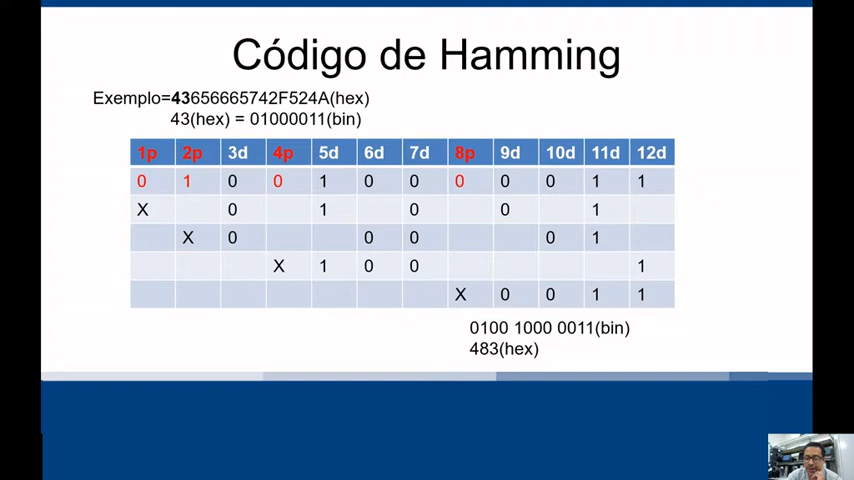 Código de Hamming
Exemplo=43656665742F524A(hex)
43(hex) = 01000011(bin)
1p 2p 3d 4p 5d 6d 7d 8p 9d 10d 11d 12d
0 1 0 0 1 0 0 0 0 0 1 1
X 0 1 0 0 1
X 0 0 0 0 1
X 1 0 0 1
X 0 0 1 1
0100 1000 0011(bin)
483(hex)